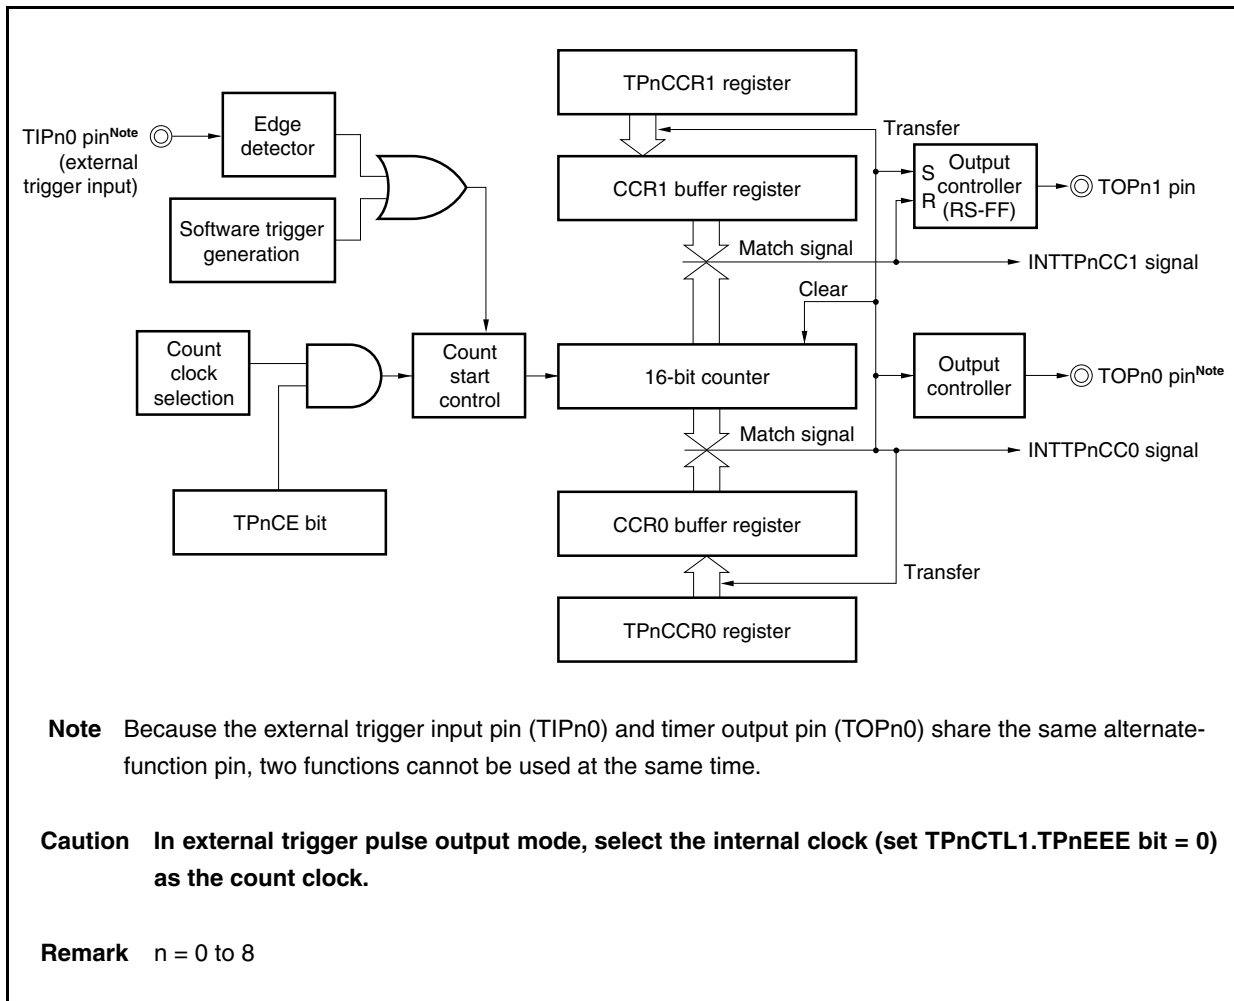 TPnCCR1 register
TIPn0 pinNote
(external
trigger input)
Edge
detector
Transfer
Software trigger
generation
CCR1 buffer register
S
R
Output
controller
(RS-FF)
TOPn1 pin
Match signal
INTTPnCC1 signal
Clear
Count
clock
selection
Count
start
control
16-bit counter
Output
controller
TOPn0 pinNote
Match signal
INTTPnCC0 signal
TPnCE bit
CCR0 buffer register
Transfer
TPnCCR0 register
Note Because the external trigger input pin (TIPn0) and timer output pin (TOPn0) share the same alternate-
function pin, two functions cannot be used at the same time.
Caution In external trigger pulse output mode, select the internal clock (set TPnCTL1.TPnEEE bit = 0)
as the count clock.
Remark n = 0 to 8